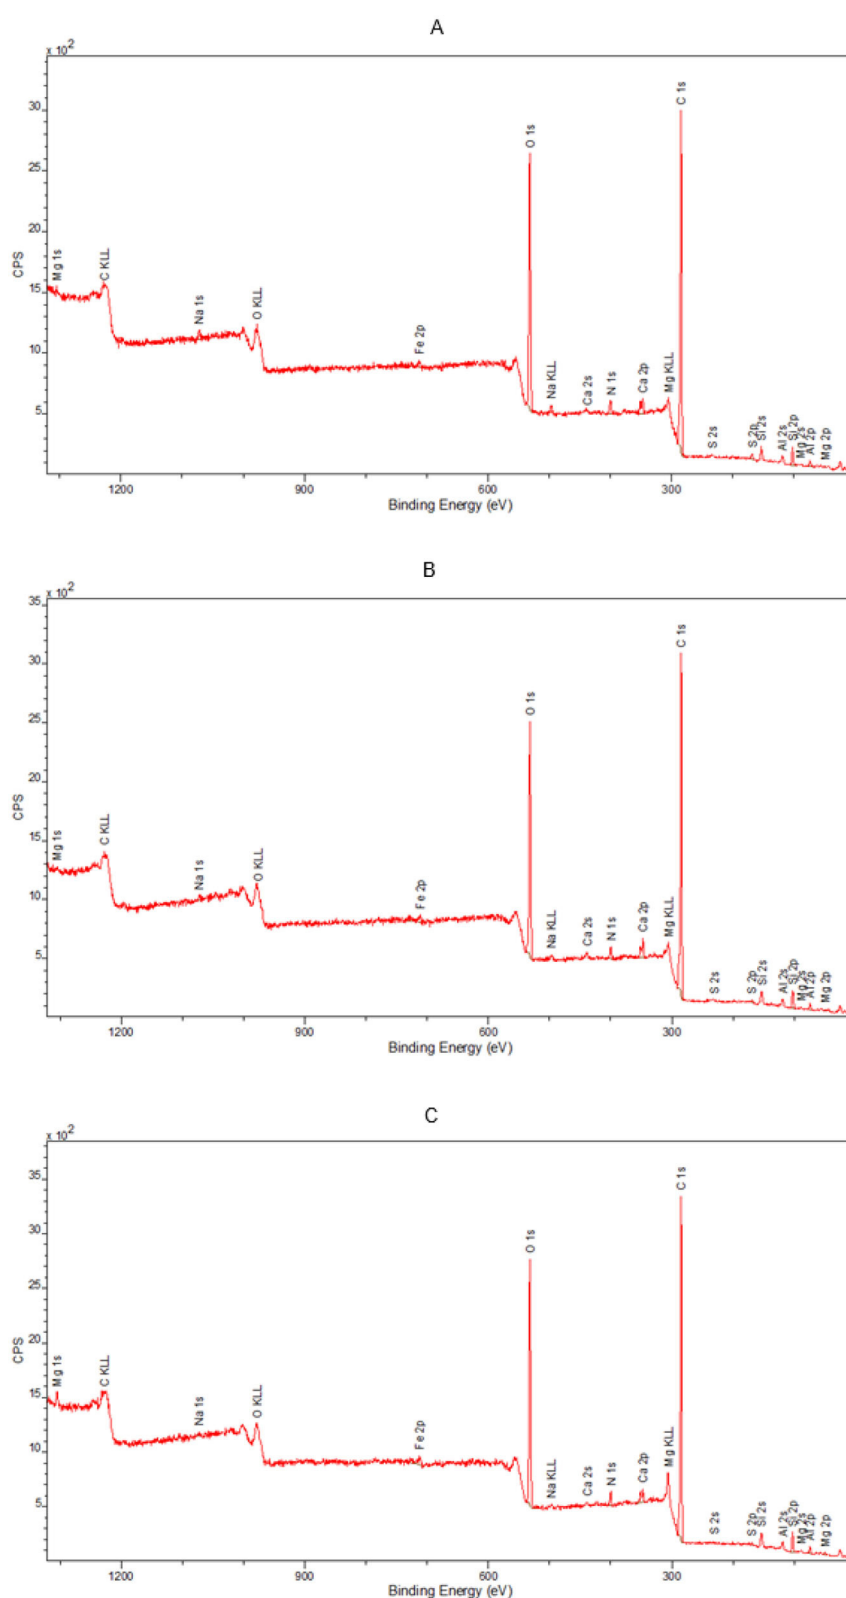 A
x 10²
CPS
30
25
20
15
10
5
Mg 1s
C KLL
Na 1s
O KLL
Fe 2p
O 1s
Na KLL
Ca 2s
N 1s
Ca 2p
Mg KLL
C 1s
S 2s
S 2p
Si 2s
Al 2s
Si 2p
Mg 2s
Al 2p
Mg 2p
1200
900
600
300
Binding Energy (eV)
B
x 10²
CPS
35
30
25
20
15
10
5
Mg 1s
C KLL
Na 1s
O KLL
Fe 2p
O 1s
Na KLL
Ca 2s
N 1s
Ca 2p
Mg KLL
C 1s
S 2s
S 2p
Si 2s
Al 2s
Si 2p
Mg 2s
Al 2p
Mg 2p
1200
900
600
300
Binding Energy (eV)
C
x 10²
CPS
35
30
25
20
15
10
5
Mg 1s
C KLL
Na 1s
O KLL
Fe 2p
O 1s
Na KLL
Ca 2s
N 1s
Ca 2p
Mg KLL
C 1s
S 2s
S 2p
Si 2s
Al 2s
Si 2p
Mg 2s
Al 2p
Mg 2p
1200
900
600
300
Binding Energy (eV)